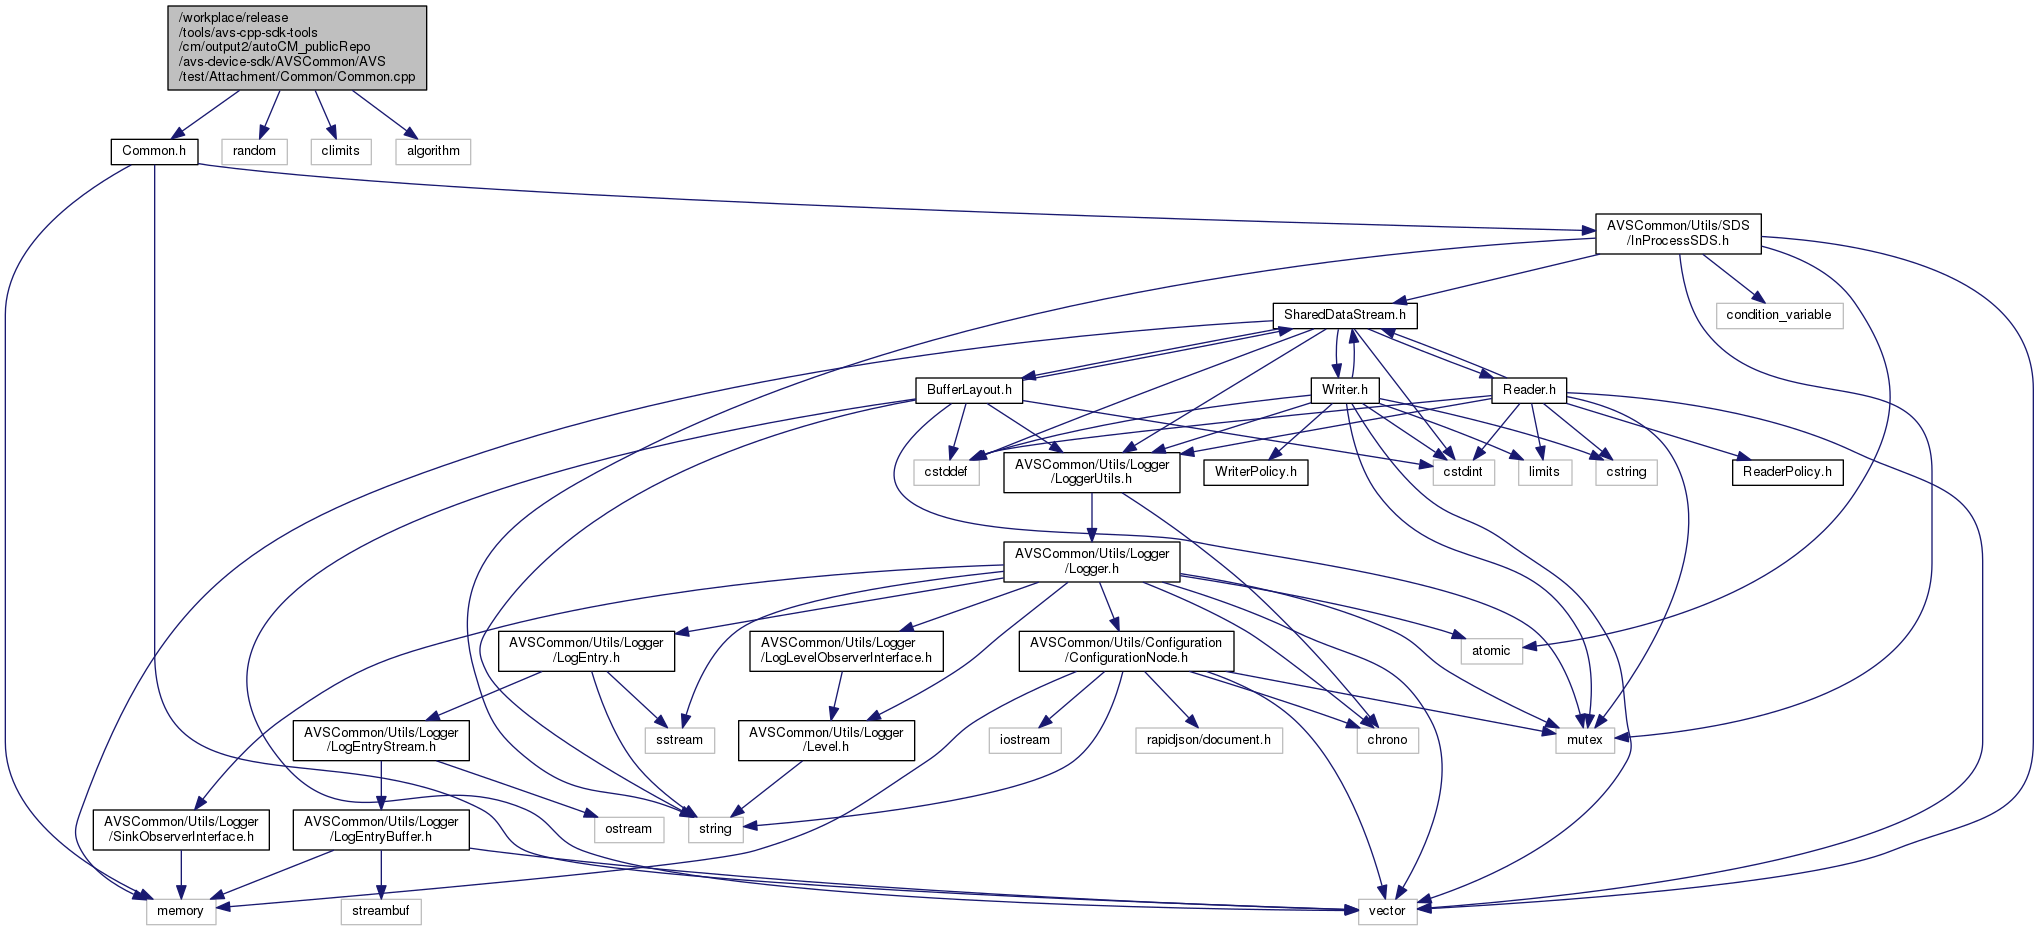 /workplace/release
/tools/avs-cpp-sdk-tools
/cm/output2/autoCM_publicRepo
/avs-device-sdk/AVSCommon/AVS
/test/Attachment/Common/Common.cpp
Common.h
random
climits
algorithm
AVSCommon/Utils/SDS
/InProcessSDS.h
SharedDataStream.h
condition_variable
BufferLayout.h
Writer.h
Reader.h
cstddef
AVSCommon/Utils/Logger
/LoggerUtils.h
WriterPolicy.h
cstdint
limits
cstring
ReaderPolicy.h
AVSCommon/Utils/Logger
/Logger.h
AVSCommon/Utils/Logger
/LogEntry.h
AVSCommon/Utils/Logger
/LogLevelObserverInterface.h
AVSCommon/Utils/Configuration
/ConfigurationNode.h
atomic
AVSCommon/Utils/Logger
/LogEntryStream.h
sstream
AVSCommon/Utils/Logger
/Level.h
iostream
rapidjson/document.h
chrono
mutex
AVSCommon/Utils/Logger
/SinkObserverInterface.h
AVSCommon/Utils/Logger
/LogEntryBuffer.h
ostream
string
memory
streambuf
vector